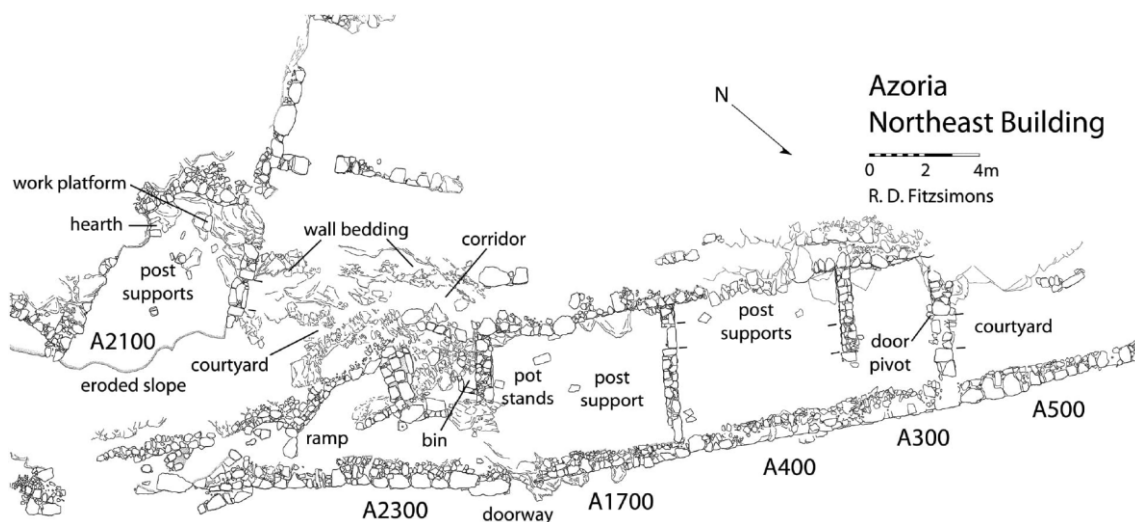 Azoria
Northeast Building
0 2 4m
R. D. Fitzsimons
N
work platform
hearth
wall bedding
corridor
post
supports
A2100
courtyard
eroded slope
ramp
bin
pot
stands
post
support
post
supports
door
pivot
courtyard
A500
A300
A400
A1700
A2300
doorway